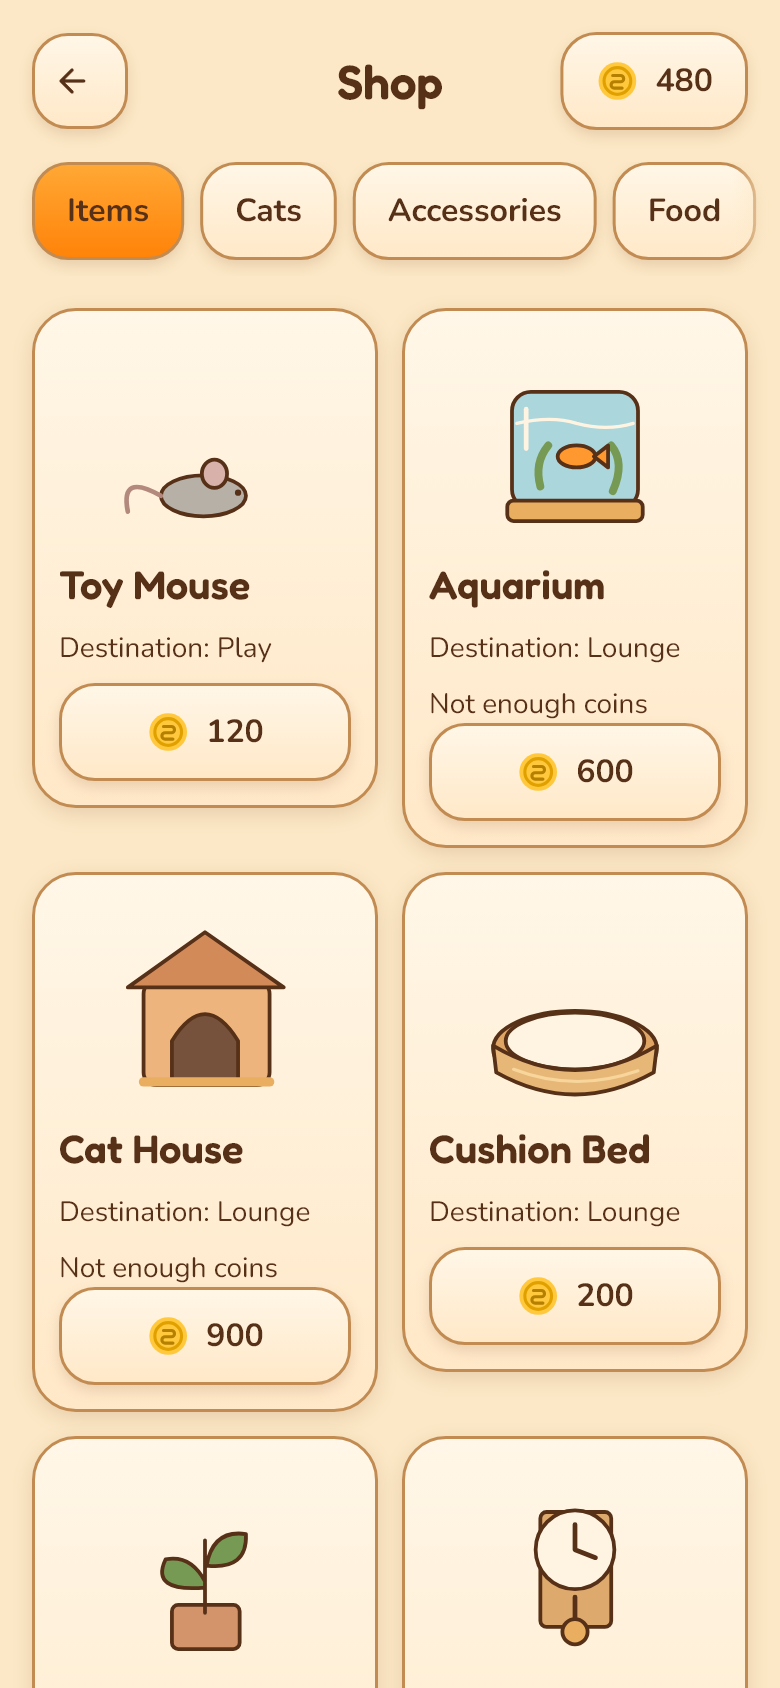 Shop
480
Items
Cats
Accessories
Food
Toy Mouse
Destination: Play
120
Aquarium
Destination: Lounge
Not enough coins
600
Cat House
Destination: Lounge
Not enough coins
900
Cushion Bed
Destination: Lounge
200